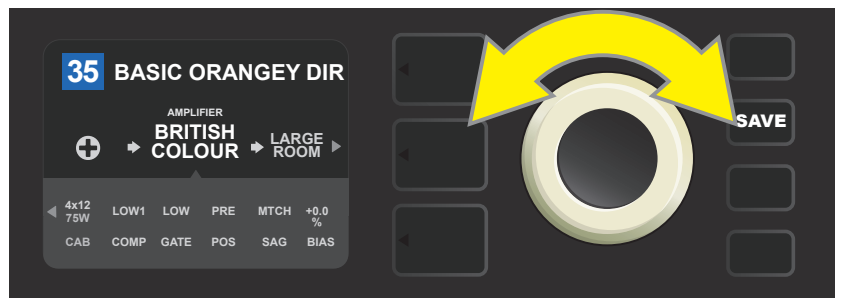 35 BASIC ORANGEY DIR
AMPLIFIER
BRITISH
COLOUR
LARGE
ROOM
4x12
75W
LOW1
LOW
PRE
MTCH
+0.0
%
CAB
COMP
GATE
POS
SAG
BIAS
SAVE